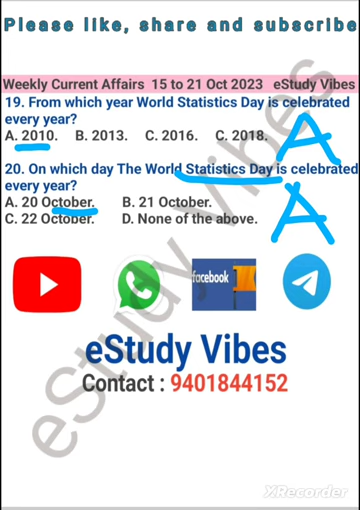 Please like, share and subscribe
Weekly Current Affairs 15 to 21 Oct 2023 eStudy Vibes
19. From which year World Statistics Day is celebrated
every year?
A. 2010. B. 2013. C. 2016. C. 2018.
A
20. On which day The World Statistics Day is celebrated
every year?
A. 20 October. B. 21 October.
C. 22 October. D. None of the above.
A
facebook
eStudy Vibes
Contact : 9401844152
eStudy Vibes
XRecorder